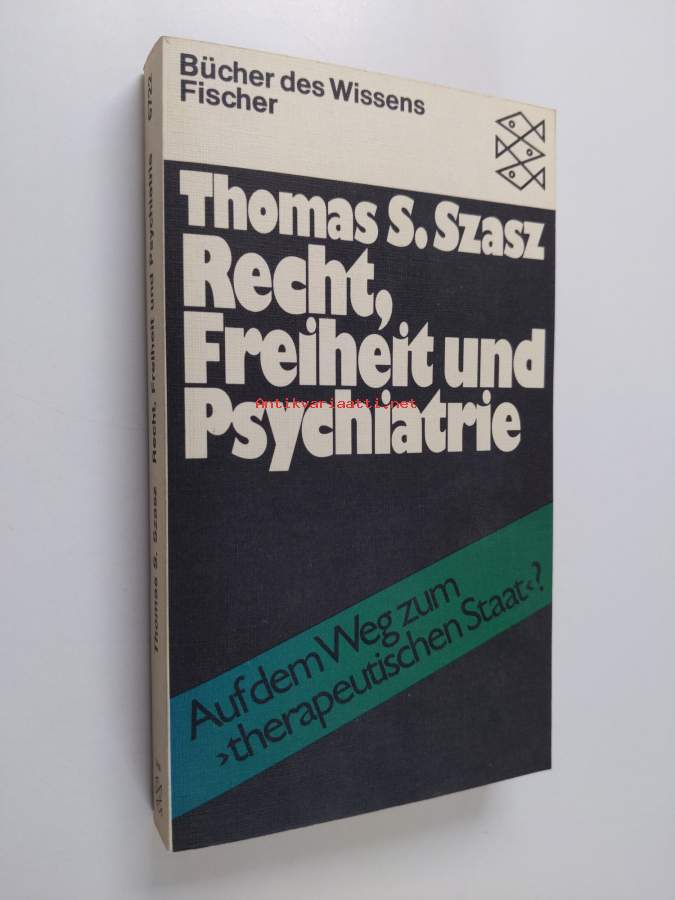 Bücher des Wissens
Fischer
Thomas S. Szasz
Recht,
Freiheit und
Psychiatrie
Antikvariaatti.net
Auf dem Weg zum
›therapeutischen Staat‹?
Thomas S. Szasz Recht, Freiheit und Psychiatrie 6722